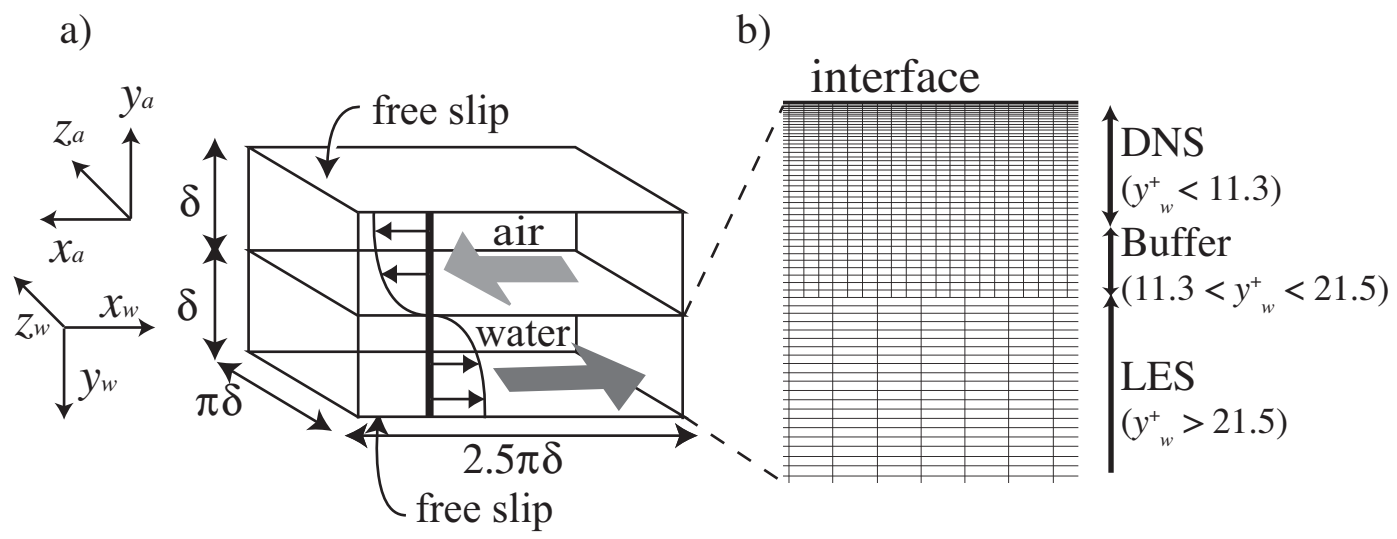 a)
y_a
z_a
x_a
free slip
δ
air
δ
x_w
z_w
y_w
water
πδ
2.5πδ
free slip
b)
interface
DNS
(y⁺_w < 11.3)
Buffer
(11.3 < y⁺_w < 21.5)
LES
(y⁺_w > 21.5)